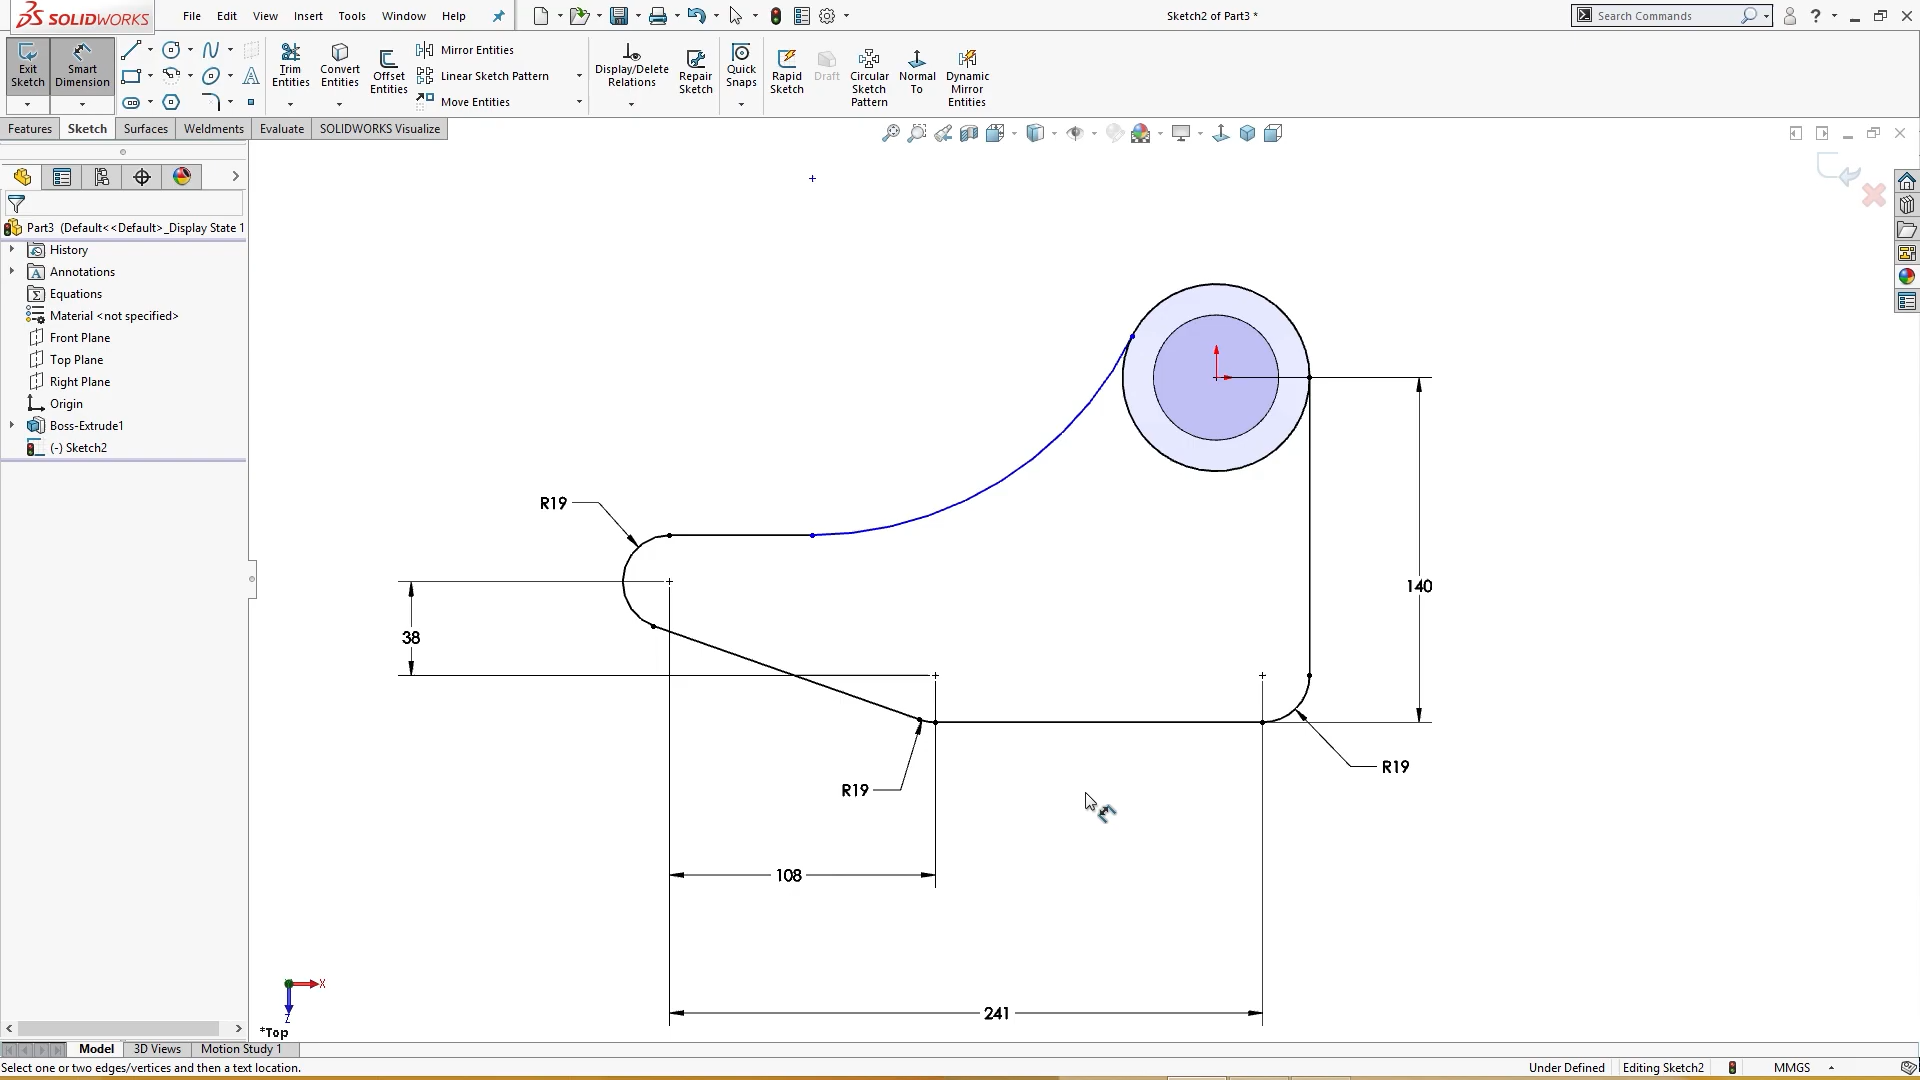 SOLIDWORKS
File Edit View Insert Tools Window Help
Sketch2 of Part3 *
Search Commands
Exit Sketch
Smart Dimension
Trim Entities
Convert Entities
Offset Entities
Mirror Entities
Linear Sketch Pattern
Move Entities
Display/Delete Relations
Repair Sketch
Quick Snaps
Rapid Sketch
Draft
Circular Sketch Pattern
Normal To
Dynamic Mirror Entities
Features Sketch Surfaces Weldments Evaluate SOLIDWORKS Visualize
Part3 (Default<<Default>_Display State 1
History
Annotations
Equations
Material <not specified>
Front Plane
Top Plane
Right Plane
Origin
Boss-Extrude1
(-) Sketch2
R19
38
140
R19
R19
108
241
X
Z
*Top
Model 3D Views Motion Study 1
Select one or two edges/vertices and then a text location.
Under Defined Editing Sketch2 MMGS